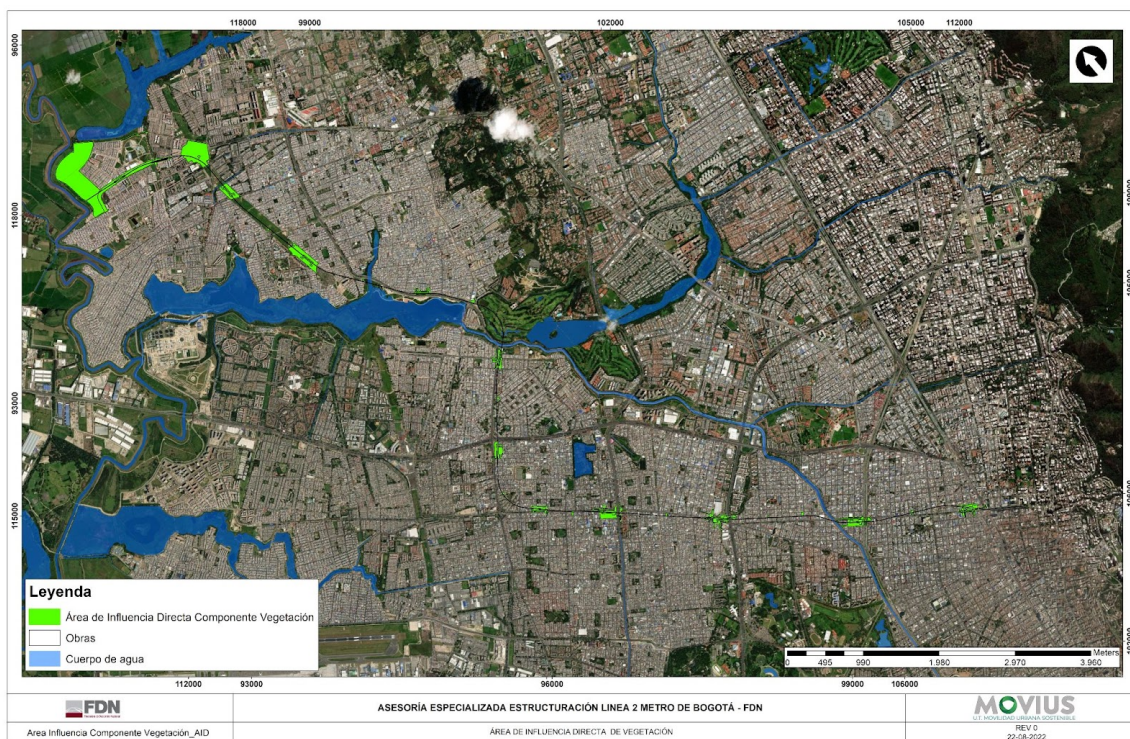 118000 99000 102000 105000 112000
96000
118000
93000
115000
Leyenda
Área de Influencia Directa Componente Vegetación
Obras
Cuerpo de agua
Meters
0 495 990 1.980 2.970 3.960
112000 93000 96000 99000 106000
FDN
Area Influencia Componente Vegetación_AID
ASESORÍA ESPECIALIZADA ESTRUCTURACIÓN LINEA 2 METRO DE BOGOTÁ - FDN
ÁREA DE INFLUENCIA DIRECTA DE VEGETACIÓN
MOVIUS
U.T. MOVILIDAD URBANA SOSTENIBLE
REV 0
22-08-2022